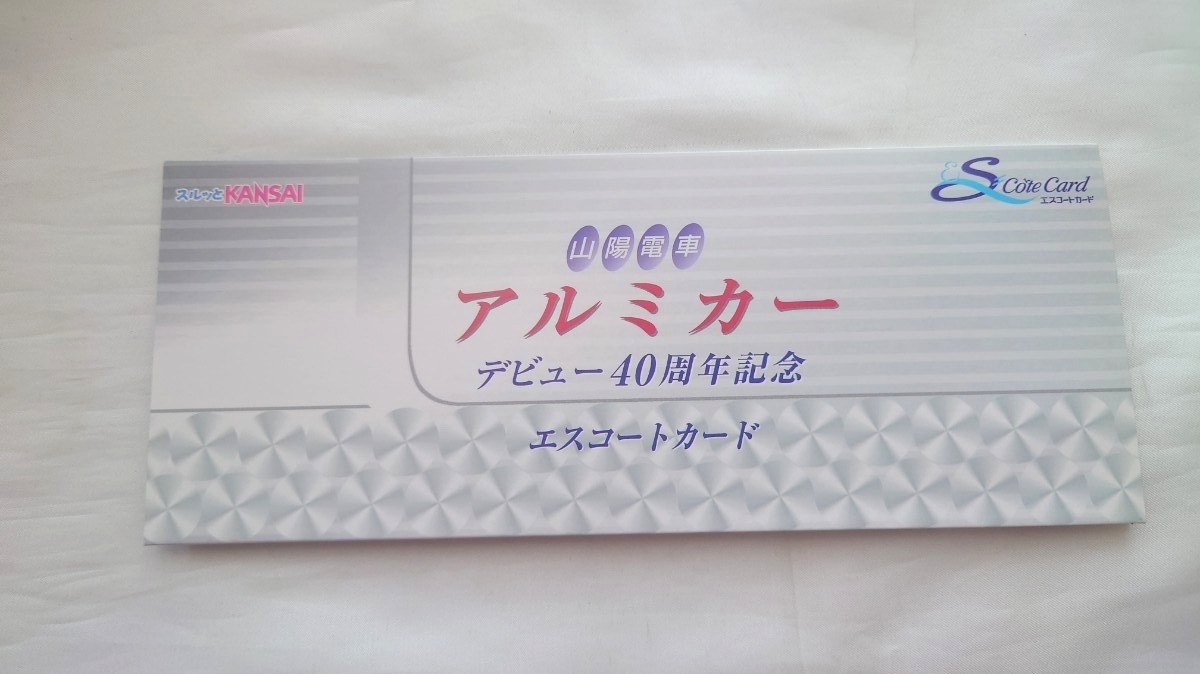 スルッとKANSAI
S Côte Card
エスコートカード
山陽電車
アルミカー
デビュー40周年記念
エスコートカード